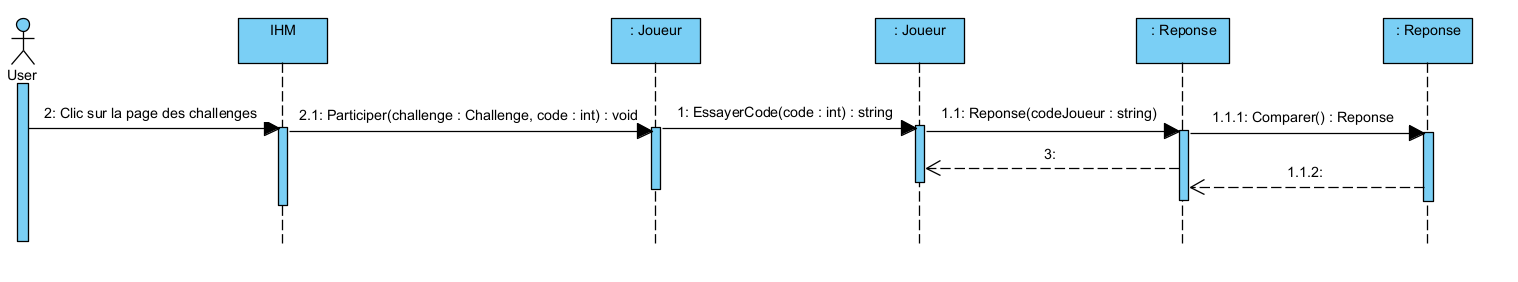 IHM
: Joueur
: Joueur
: Reponse
: Reponse
User
2: Clic sur la page des challenges
2.1: Participer(challenge : Challenge, code : int) : void
1: EssayerCode(code : int) : string
1.1: Reponse(codeJoueur : string)
1.1.1: Comparer() : Reponse
3:
1.1.2: